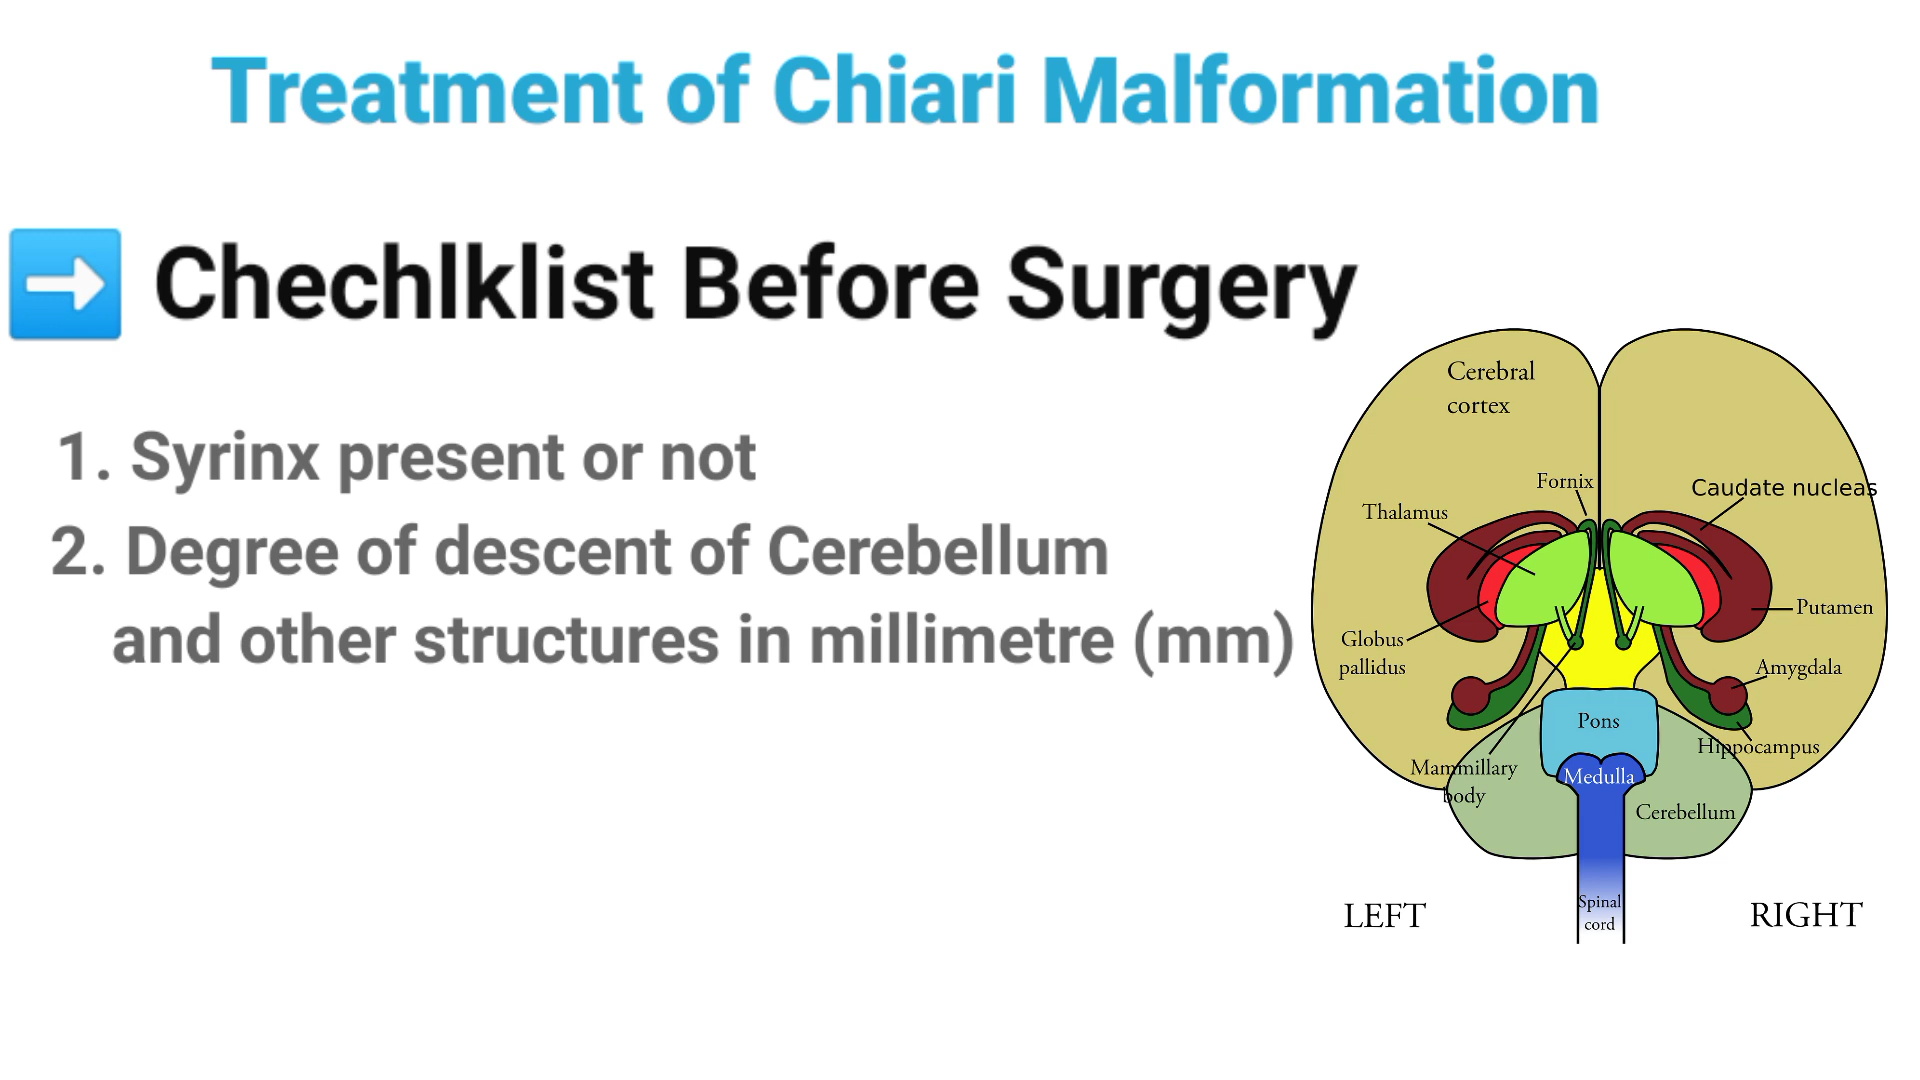 Treatment of Chiari Malformation
Chechlklist Before Surgery
1. Syrinx present or not
2. Degree of descent of Cerebellum
and other structures in millimetre (mm)
Cerebral
cortex
Fornix
Caudate nucleas
Thalamus
Putamen
Globus
pallidus
Amygdala
Pons
Hippocampus
Mammillary
body
Medulla
Cerebellum
Spinal
cord
LEFT
RIGHT